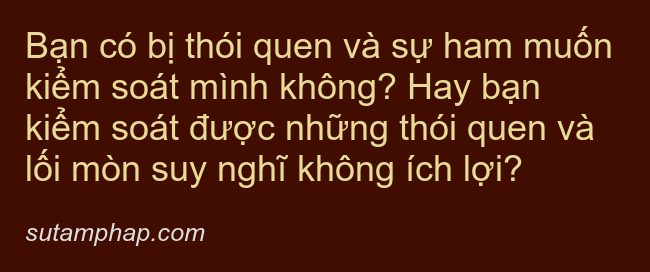 Bạn có bị thói quen và sự ham muốn
kiểm soát mình không? Hay bạn
kiểm soát được những thói quen và
lối mòn suy nghĩ không ích lợi?
sutamphap.com